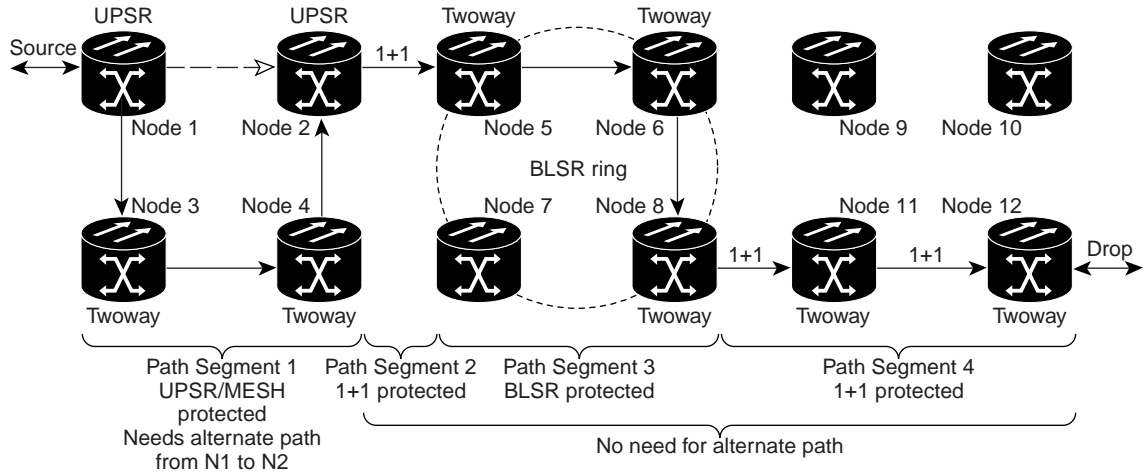 UPSR
UPSR
Twoway
Twoway
Source
1+1
Node 1
Node 2
Node 5
Node 6
Node 9
Node 10
BLSR ring
Node 3
Node 4
Node 7
Node 8
Node 11
Node 12
1+1
1+1
Drop
Twoway
Twoway
Twoway
Twoway
Twoway
Path Segment 1
UPSR/MESH
protected
Needs alternate path
from N1 to N2
Path Segment 2
1+1 protected
Path Segment 3
BLSR protected
Path Segment 4
1+1 protected
No need for alternate path